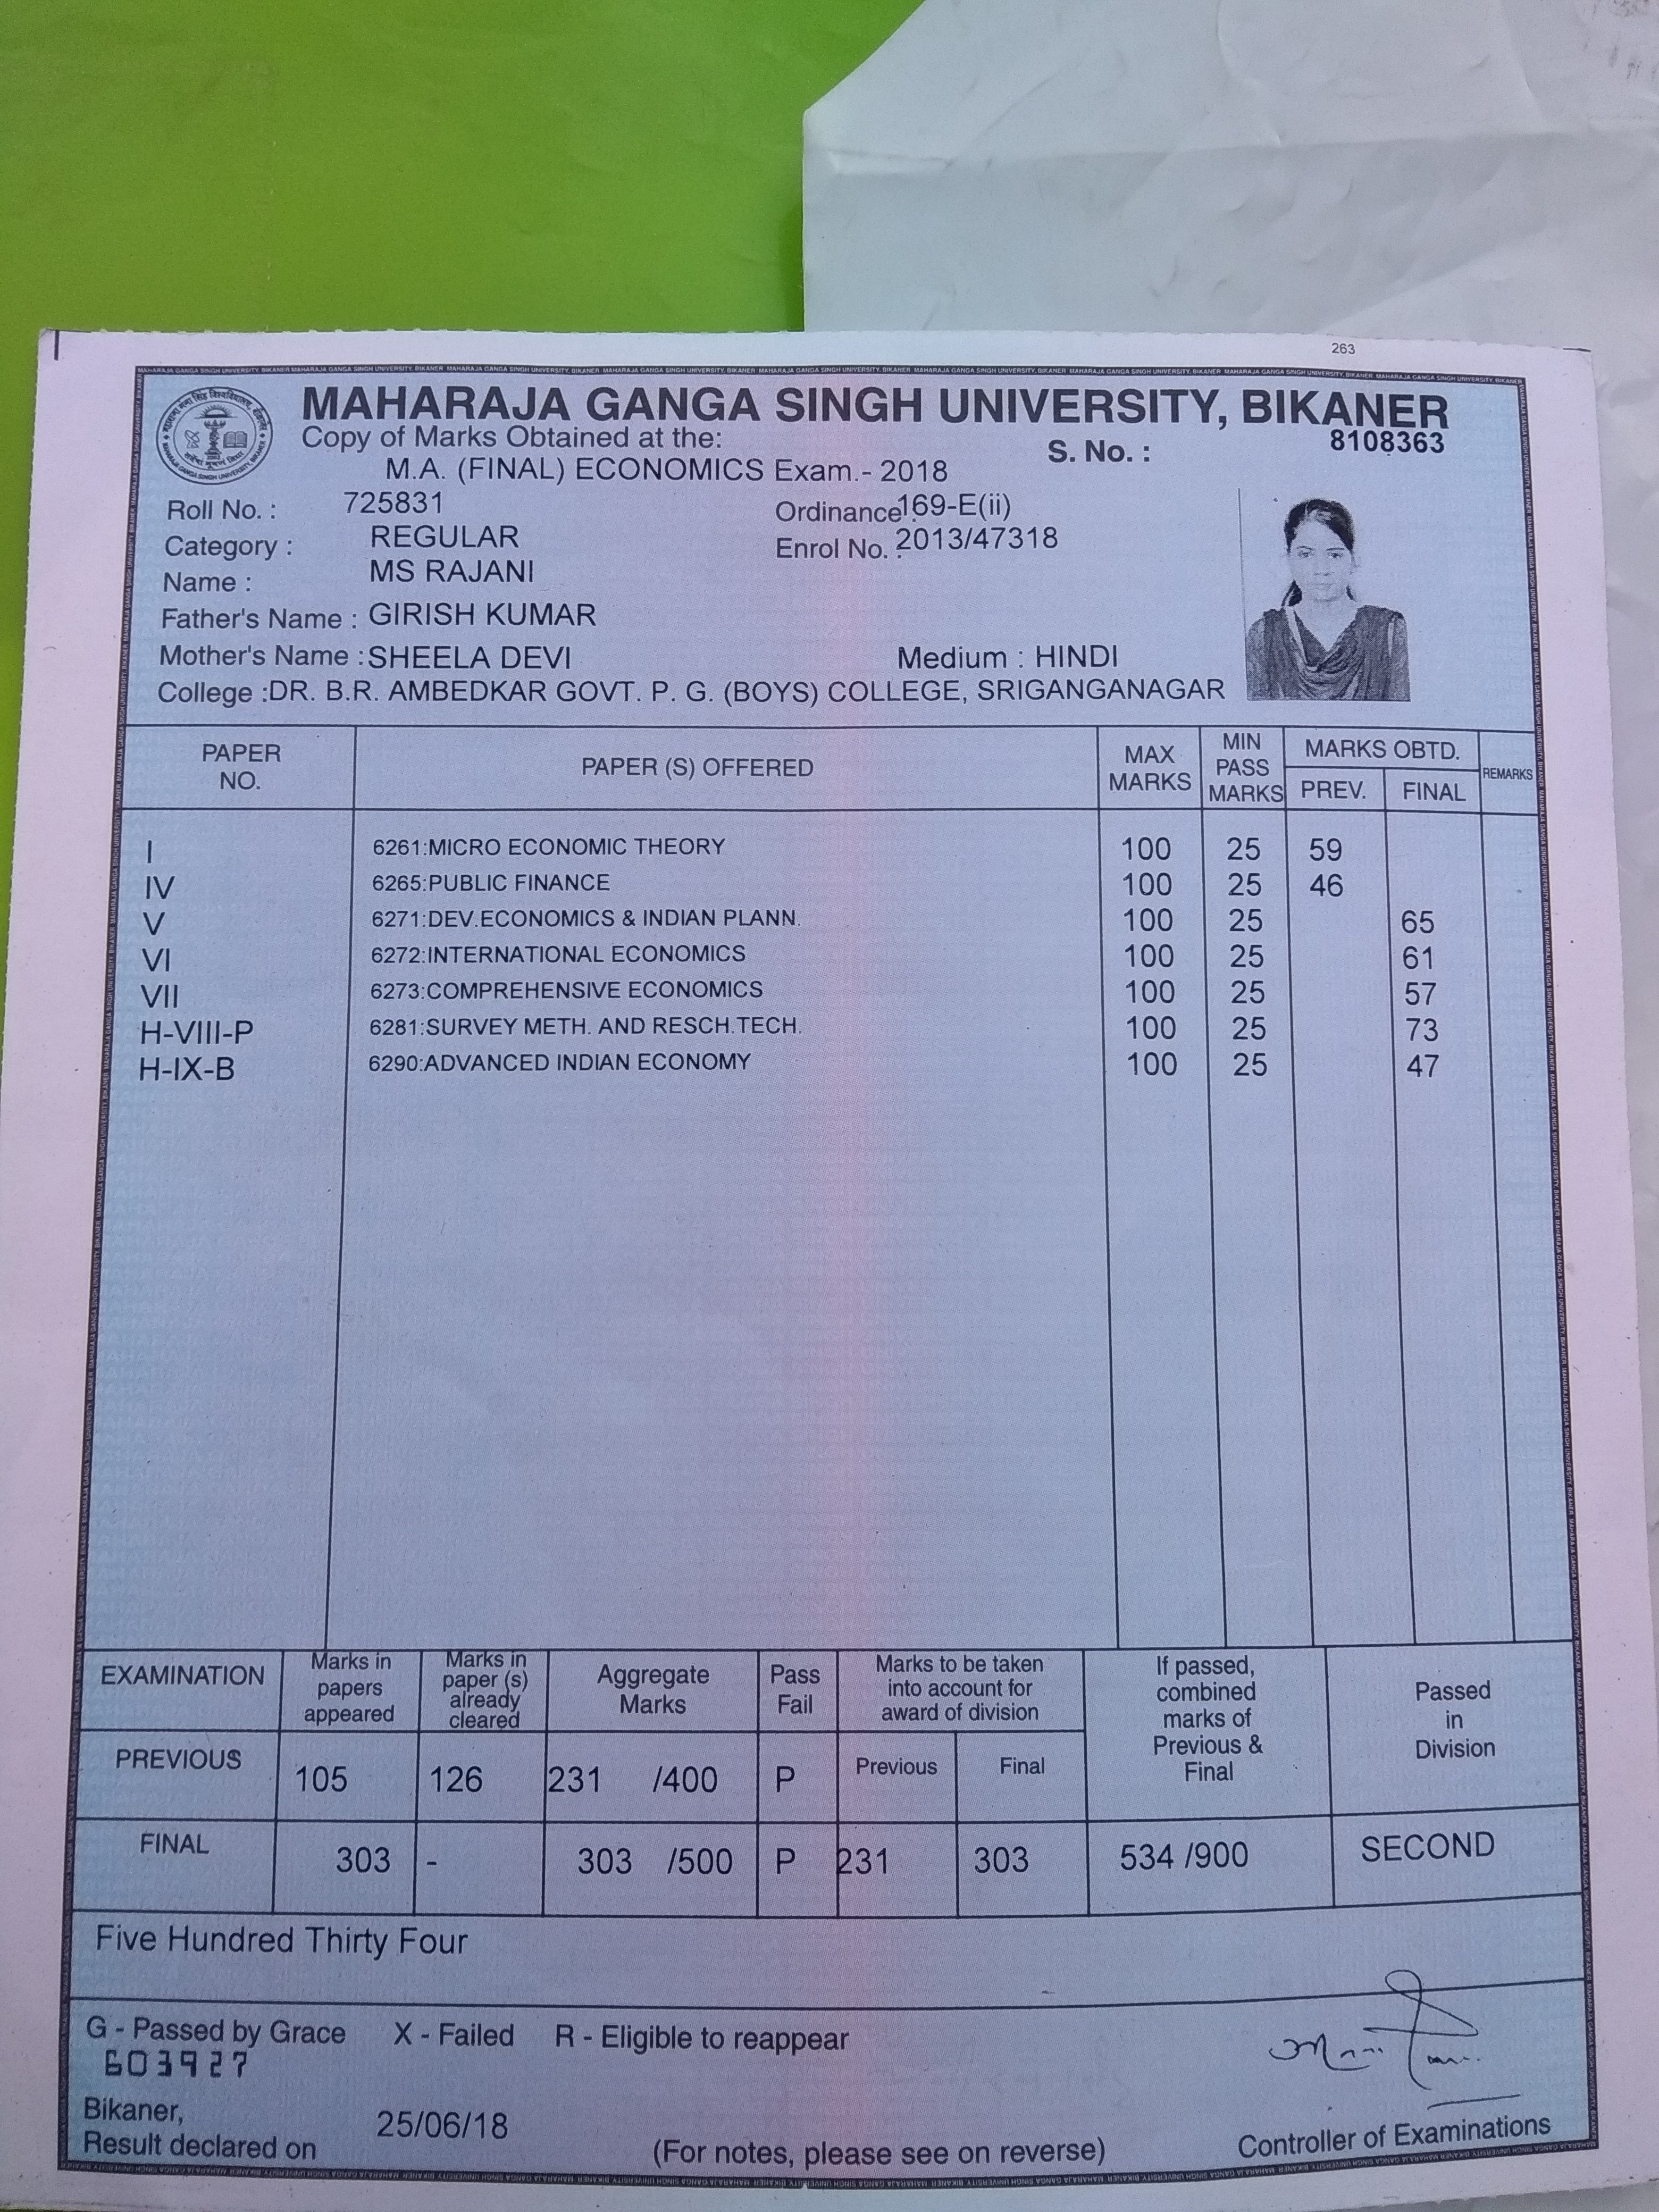 263
MAHARAJA GANGA SINGH UNIVERSITY, BIKANER
Copy of Marks Obtained at the: S. No. : 8108363
M.A. (FINAL) ECONOMICS Exam.- 2018
Roll No. : 725831 Ordinance : 169-E(ii)
Category : REGULAR Enrol No. : 2013/47318
Name : MS RAJANI
Father's Name : GIRISH KUMAR
Mother's Name : SHEELA DEVI Medium : HINDI
College : DR. B.R. AMBEDKAR GOVT. P. G. (BOYS) COLLEGE, SRIGANGANAGAR
PAPER NO. PAPER (S) OFFERED MAX MARKS MIN PASS MARKS MARKS OBTD. PREV. FINAL REMARKS
I 6261:MICRO ECONOMIC THEORY 100 25 59
IV 6265:PUBLIC FINANCE 100 25 46
V 6271:DEV.ECONOMICS & INDIAN PLANN. 100 25 65
VI 6272:INTERNATIONAL ECONOMICS 100 25 61
VII 6273:COMPREHENSIVE ECONOMICS 100 25 57
H-VIII-P 6281:SURVEY METH. AND RESCH.TECH. 100 25 73
H-IX-B 6290:ADVANCED INDIAN ECONOMY 100 25 47
EXAMINATION Marks in papers appeared Marks in paper (s) already cleared Aggregate Marks Pass Fail Marks to be taken into account for award of division If passed, combined marks of Previous & Final Passed in Division
PREVIOUS 105 126 231 /400 P Previous Final
FINAL 303 - 303 /500 P 231 303 534 /900 SECOND
Five Hundred Thirty Four
G - Passed by Grace X - Failed R - Eligible to reappear
603927
Bikaner,
Result declared on 25/06/18
(For notes, please see on reverse) Controller of Examinations